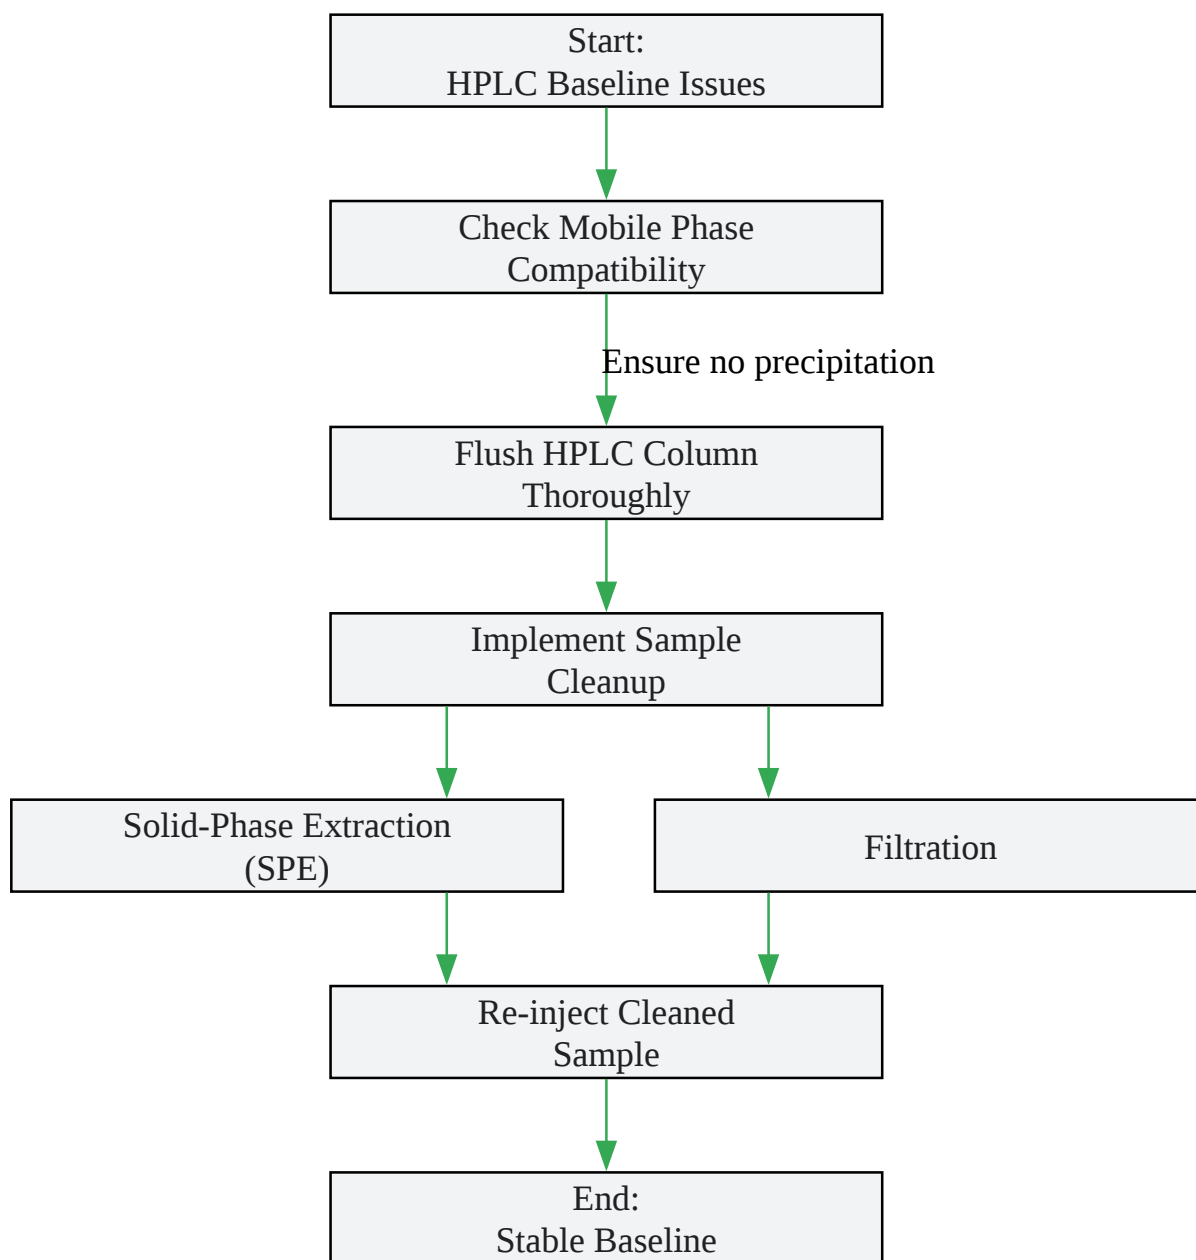 Start:
HPLC Baseline Issues
Check Mobile Phase
Compatibility
Ensure no precipitation
Flush HPLC Column
Thoroughly
Implement Sample
Cleanup
Solid-Phase Extraction
(SPE)
Filtration
Re-inject Cleaned
Sample
End:
Stable Baseline